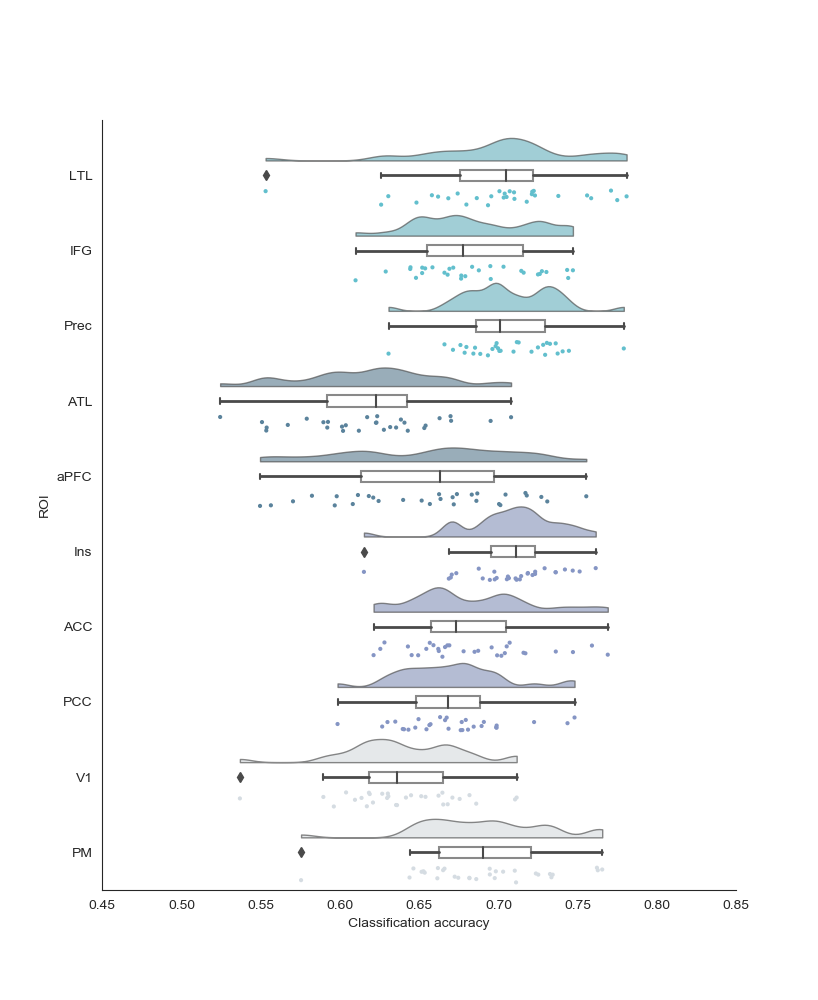 LTL
IFG
Prec
ATL
aPFC
Ins
ACC
PCC
V1
PM
ROI
0.45 0.50 0.55 0.60 0.65 0.70 0.75 0.80 0.85
Classification accuracy